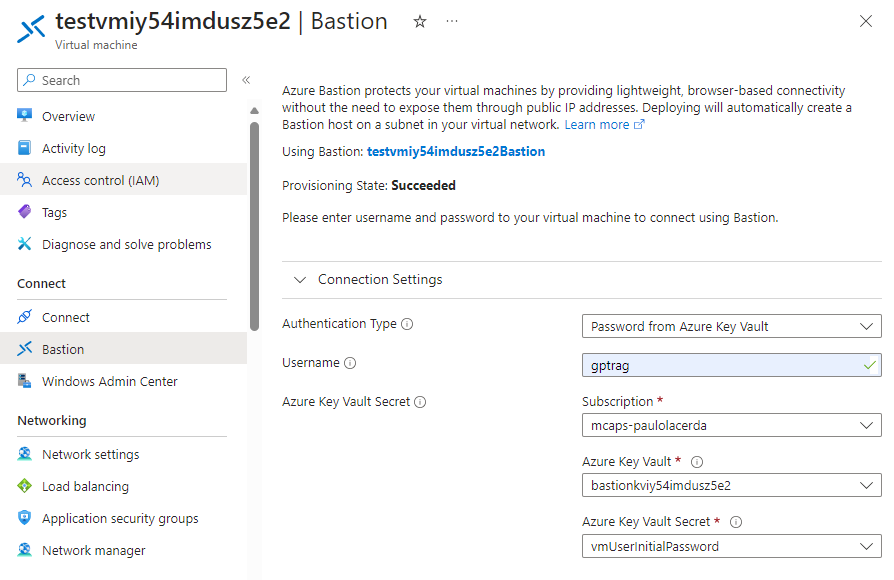 testvmiy54imdusz5e2 | Bastion
Virtual machine
Search
Overview
Activity log
Access control (IAM)
Tags
Diagnose and solve problems
Connect
Connect
Bastion
Windows Admin Center
Networking
Network settings
Load balancing
Application security groups
Network manager
Azure Bastion protects your virtual machines by providing lightweight, browser-based connectivity
without the need to expose them through public IP addresses. Deploying will automatically create a
Bastion host on a subnet in your virtual network. Learn more
Using Bastion: testvmiy54imdusz5e2Bastion
Provisioning State: Succeeded
Please enter username and password to your virtual machine to connect using Bastion.
Connection Settings
Authentication Type
Password from Azure Key Vault
Username
gptrag
Azure Key Vault Secret
Subscription *
mcaps-paulolacerda
Azure Key Vault *
bastionkviy54imdusz5e2
Azure Key Vault Secret *
vmUserInitialPassword